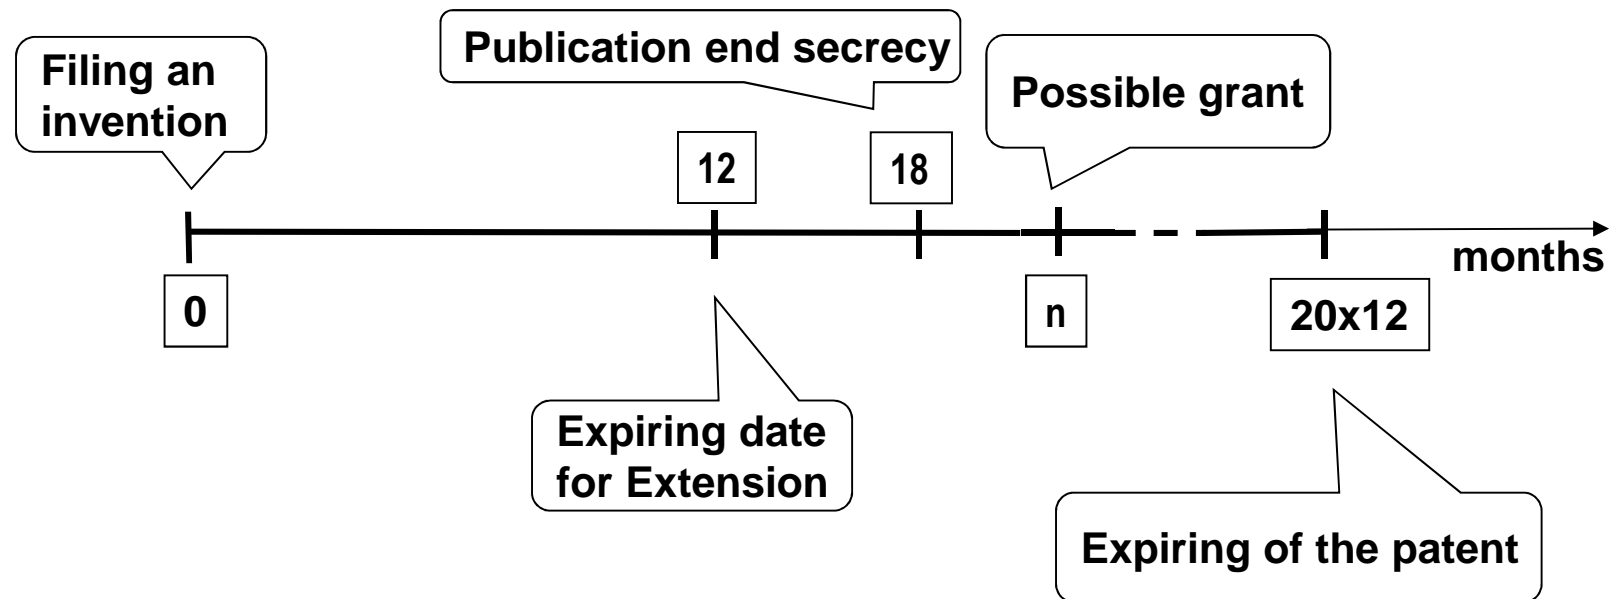 Publication end secrecy
Filing an
invention
Possible grant
12
18
months
0
n
20x12
Expiring date
for Extension
Expiring of the patent